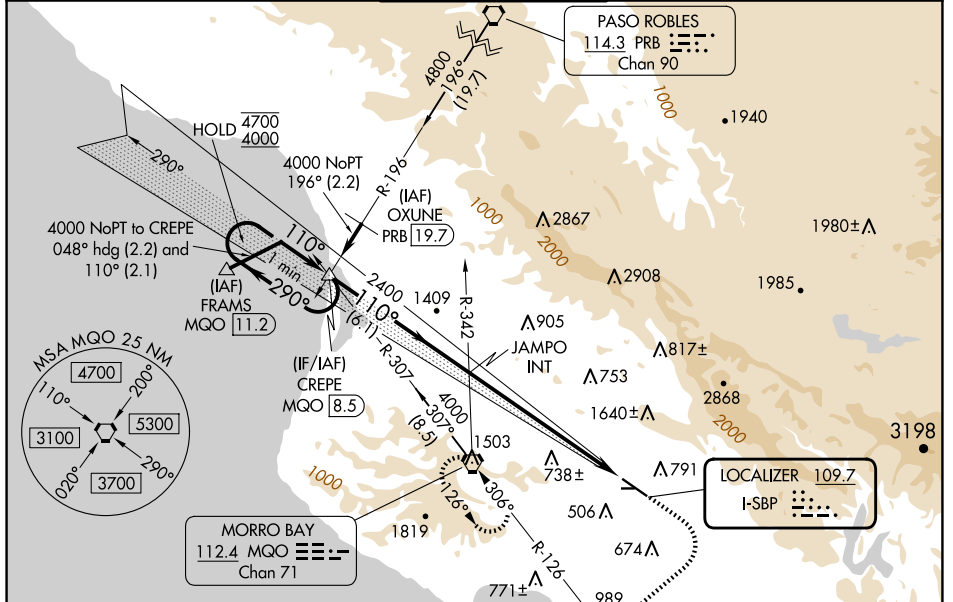 PASO ROBLES
114.3 PRB
Chan 90
4800
196°
(19.7)
1000
1940
HOLD 4700
4000
290°
4000 NoPT
196° (2.2)
R-196
(IAF)
OXUNE
PRB 19.7
1000
2867
1980±
4000 NoPT to CREPE
048° hdg (2.2) and
110° (2.1)
110°
1 min
290°
2000
2908
1985
(IAF)
FRAMS
MQO 11.2
2400
110°
(6.1)
1409
R-342
905
JAMPO
INT
817±
MSA MQO 25 NM
4700
110°
200°
3100
5300
020°
290°
3700
(IF/IAF)
CREPE
MQO 8.5
R-307
4000
307°
(8.5)
753
2868
1640±
2000
3198
1503
738±
791
1000
126°
306°
LOCALIZER 109.7
I-SBP
506
MORRO BAY
112.4 MQO
Chan 71
1819
R-126
674
771±
989